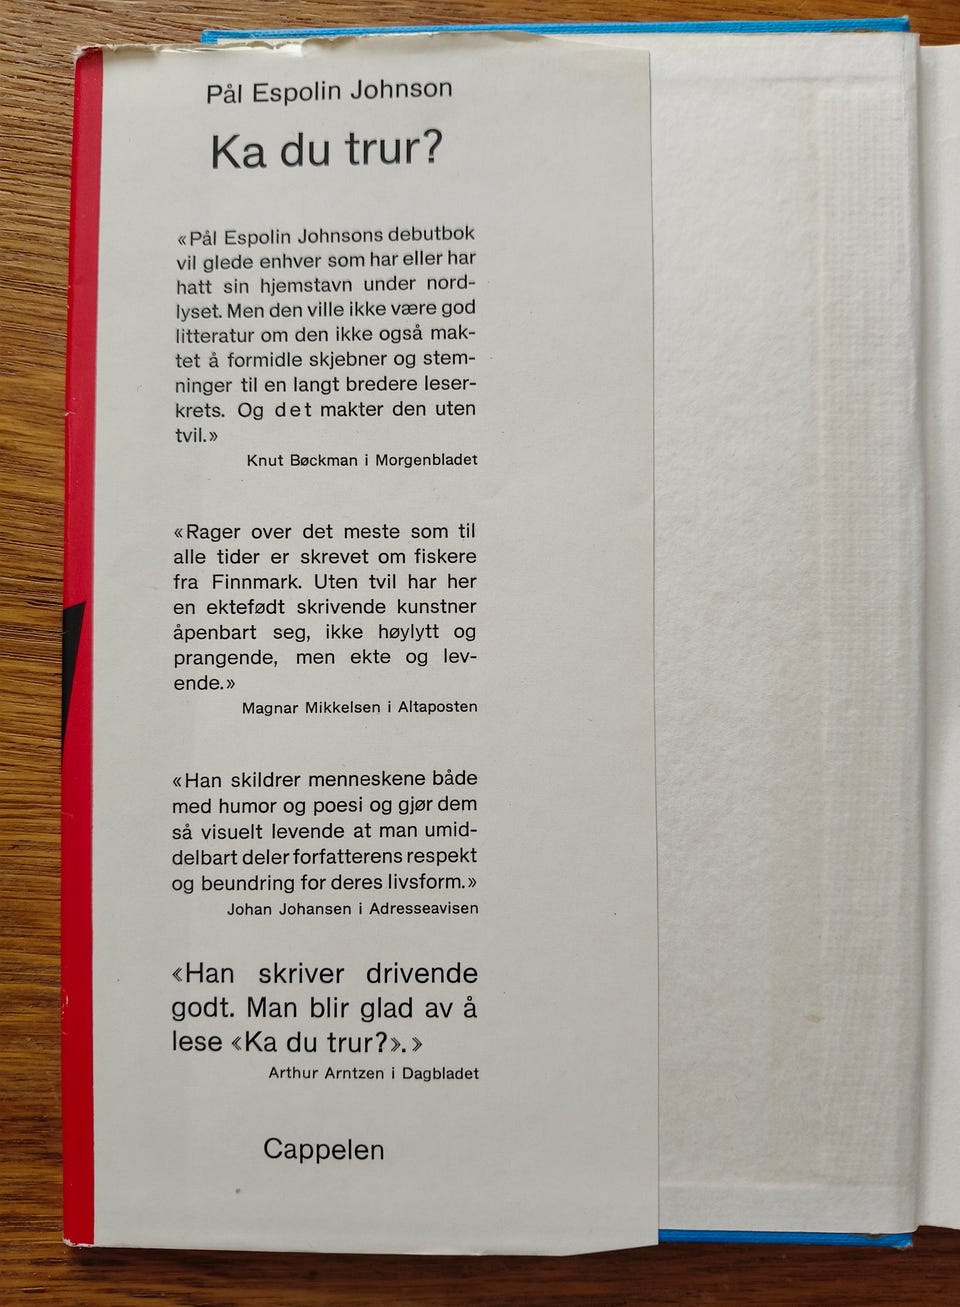 Pål Espolin Johnson
Ka du trur?
«Pål Espolin Johnsons debutbok
vil glede enhver som har eller har
hatt sin hjemstavn under nord-
lyset. Men den ville ikke være god
litteratur om den ikke også mak-
tet å formidle skjebner og stem-
ninger til en langt bredere leser-
krets. Og det makter den uten
tvil.»
Knut Bøckman i Morgenbladet
«Rager over det meste som til
alle tider er skrevet om fiskere
fra Finnmark. Uten tvil har her
en ektefødt skrivende kunstner
åpenbart seg, ikke høylytt og
prangende, men ekte og lev-
ende.»
Magnar Mikkelsen i Altaposten
«Han skildrer menneskene både
med humor og poesi og gjør dem
så visuelt levende at man umid-
delbart deler forfatterens respekt
og beundring for deres livsform.»
Johan Johansen i Adresseavisen
«Han skriver drivende
godt. Man blir glad av å
lese «Ka du trur?».»
Arthur Arntzen i Dagbladet
Cappelen